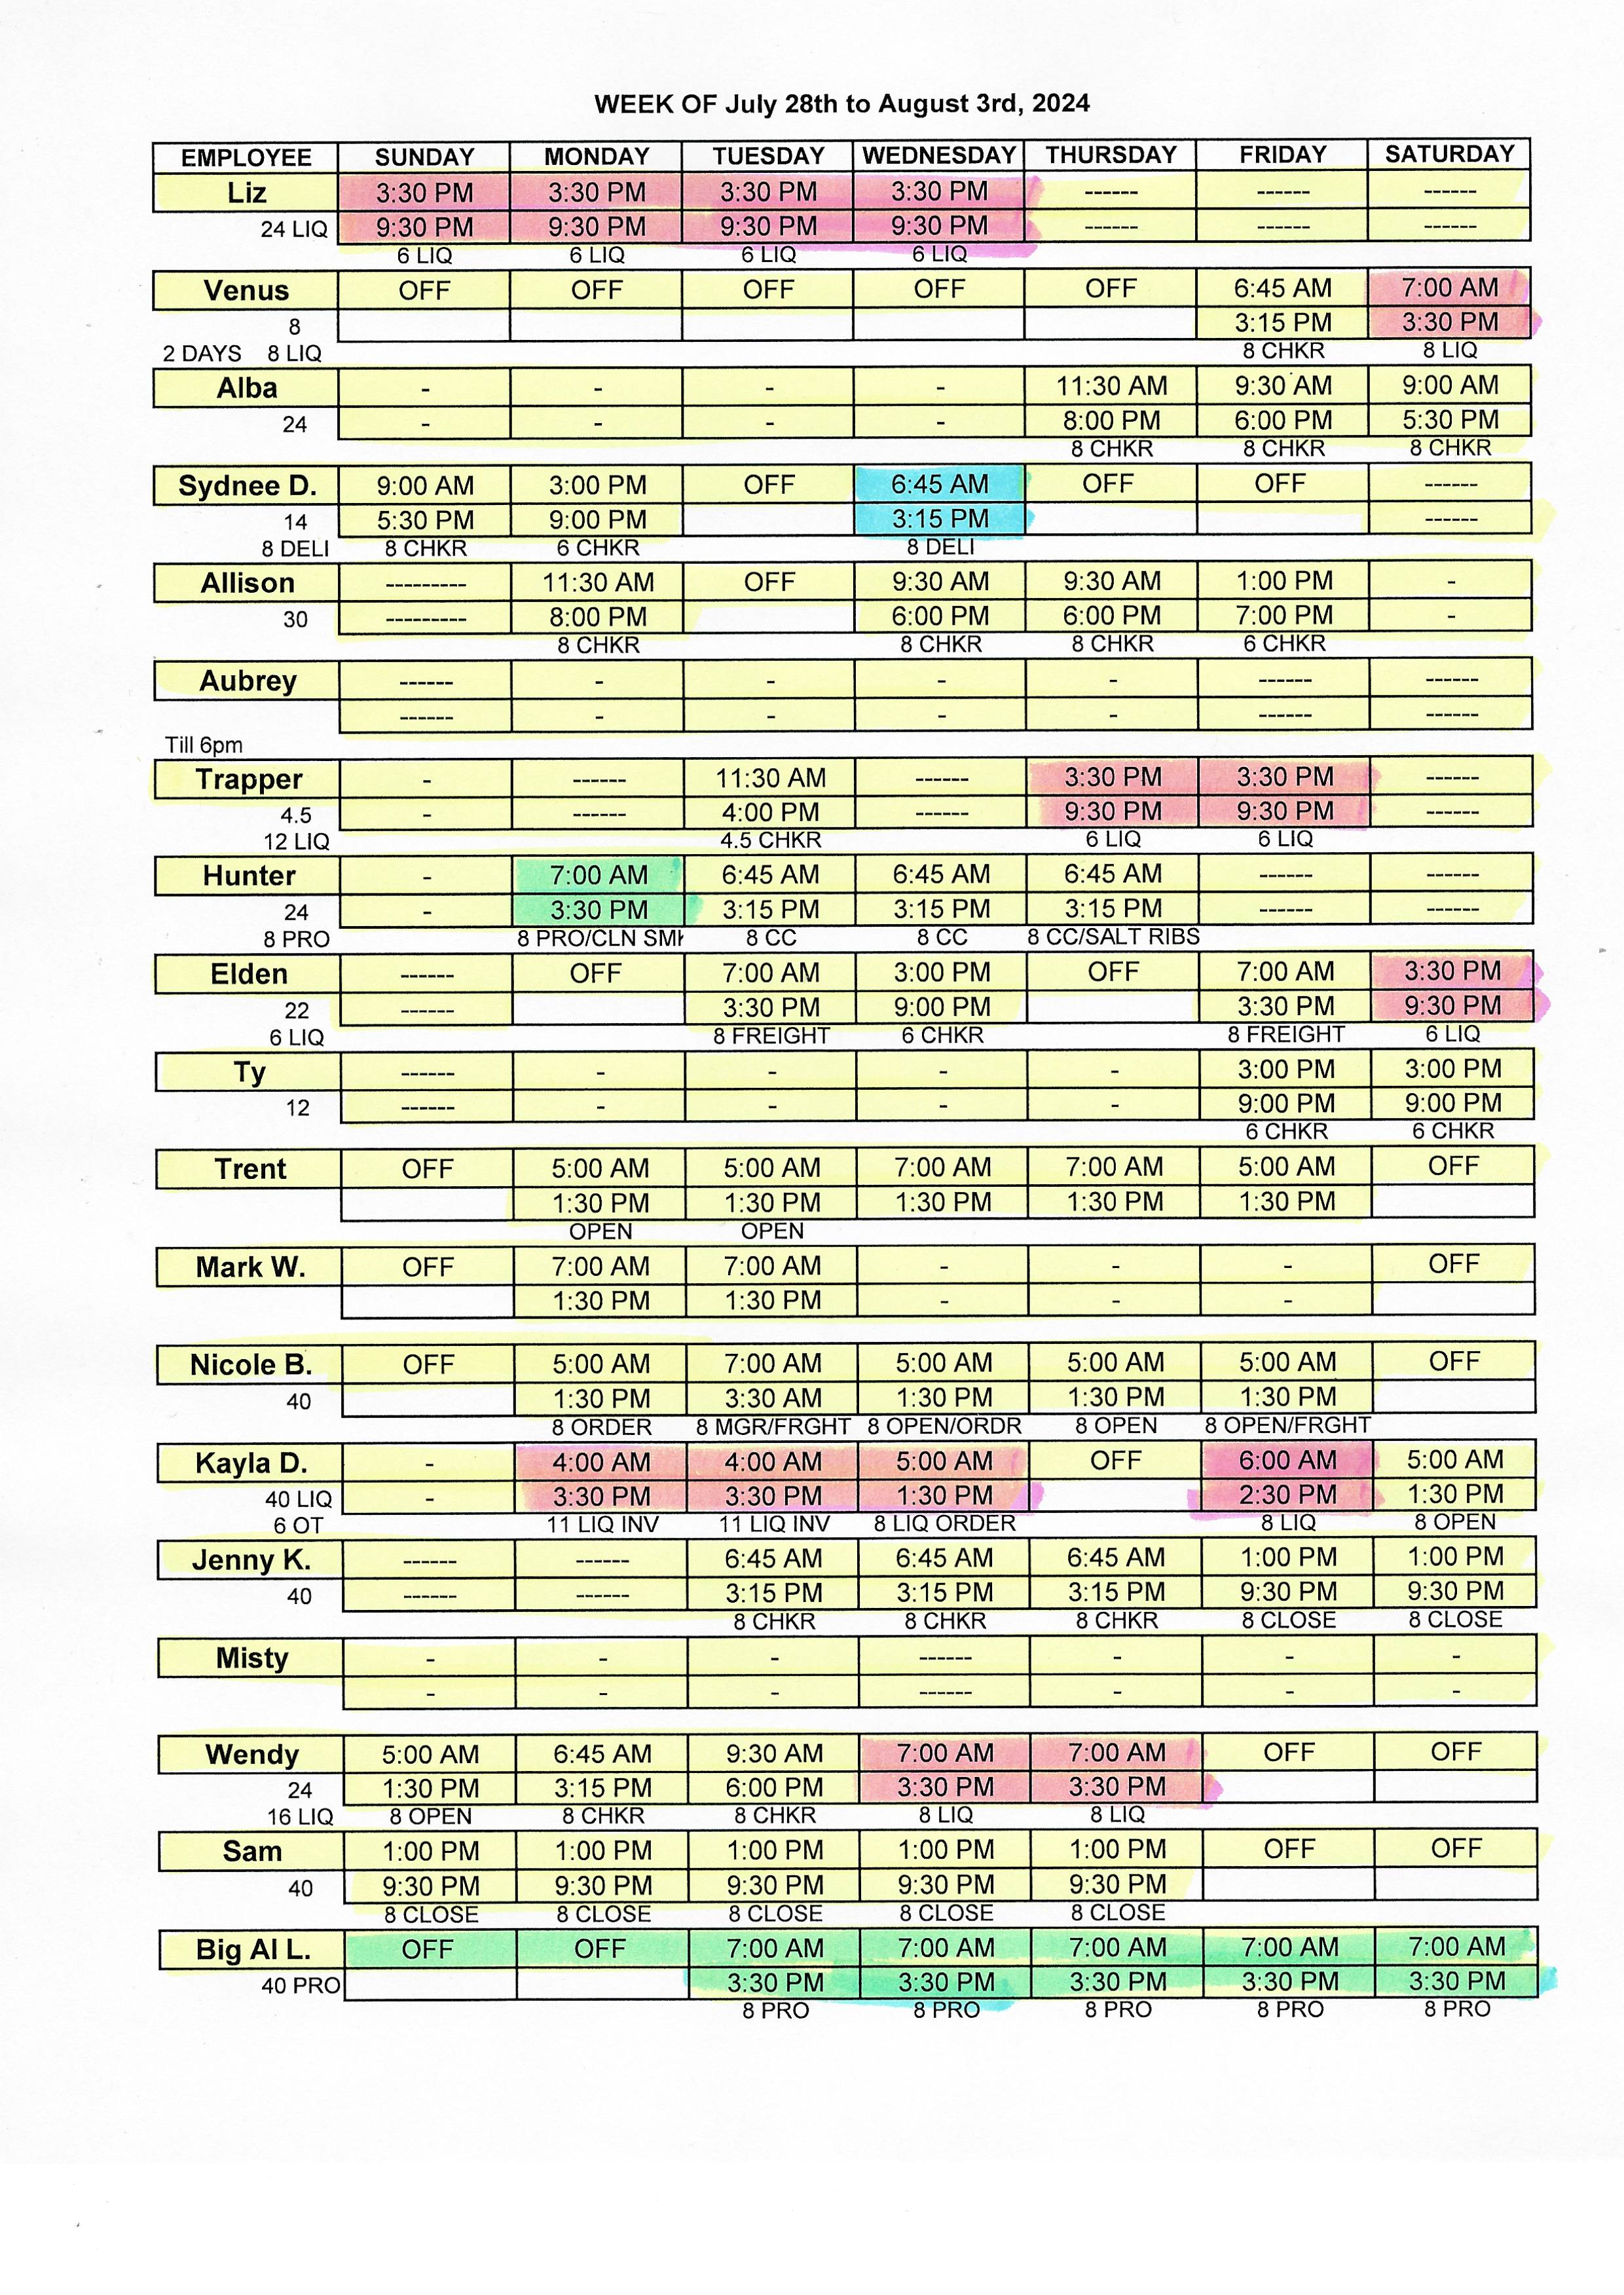 WEEK OF July 28th to August 3rd, 2024
EMPLOYEE SUNDAY MONDAY TUESDAY WEDNESDAY THURSDAY FRIDAY SATURDAY
Liz 3:30 PM 3:30 PM 3:30 PM 3:30 PM ------ ------ ------
24 LIQ 9:30 PM 9:30 PM 9:30 PM 9:30 PM ------ ------ ------
6 LIQ 6 LIQ 6 LIQ 6 LIQ
Venus OFF OFF OFF OFF OFF 6:45 AM 7:00 AM
8 3:15 PM 3:30 PM
2 DAYS 8 LIQ 8 CHKR 8 LIQ
Alba - - - - 11:30 AM 9:30 AM 9:00 AM
24 - - - - 8:00 PM 6:00 PM 5:30 PM
8 CHKR 8 CHKR 8 CHKR
Sydnee D. 9:00 AM 3:00 PM OFF 6:45 AM OFF OFF ------
14 5:30 PM 9:00 PM 3:15 PM ------
8 DELI 8 CHKR 6 CHKR 8 DELI
Allison --------- 11:30 AM OFF 9:30 AM 9:30 AM 1:00 PM -
30 --------- 8:00 PM 6:00 PM 6:00 PM 7:00 PM -
8 CHKR 8 CHKR 8 CHKR 6 CHKR
Aubrey ------ - - - - ------ ------
------ - - - - ------ ------
Till 6pm
Trapper - ------ 11:30 AM ------ 3:30 PM 3:30 PM ------
4.5 - ------ 4:00 PM ------ 9:30 PM 9:30 PM ------
12 LIQ 4.5 CHKR 6 LIQ 6 LIQ
Hunter - 7:00 AM 6:45 AM 6:45 AM 6:45 AM ------ ------
24 - 3:30 PM 3:15 PM 3:15 PM 3:15 PM ------ ------
8 PRO 8 PRO/CLN SM 8 CC 8 CC 8 CC/SALT RIBS
Elden ------ OFF 7:00 AM 3:00 PM OFF 7:00 AM 3:30 PM
22 ------ 3:30 PM 9:00 PM 3:30 PM 9:30 PM
6 LIQ 8 FREIGHT 6 CHKR 8 FREIGHT 6 LIQ
Ty ------ - - - - 3:00 PM 3:00 PM
12 ------ - - - - 9:00 PM 9:00 PM
6 CHKR 6 CHKR
Trent OFF 5:00 AM 5:00 AM 7:00 AM 7:00 AM 5:00 AM OFF
1:30 PM 1:30 PM 1:30 PM 1:30 PM 1:30 PM
OPEN OPEN
Mark W. OFF 7:00 AM 7:00 AM - - - OFF
1:30 PM 1:30 PM - - -
Nicole B. OFF 5:00 AM 7:00 AM 5:00 AM 5:00 AM 5:00 AM OFF
40 1:30 PM 3:30 AM 1:30 PM 1:30 PM 1:30 PM
8 ORDER 8 MGR/FRGHT 8 OPEN/ORDR 8 OPEN 8 OPEN/FRGHT
Kayla D. - 4:00 AM 4:00 AM 5:00 AM OFF 6:00 AM 5:00 AM
40 LIQ - 3:30 PM 3:30 PM 1:30 PM 2:30 PM 1:30 PM
6 OT 11 LIQ INV 11 LIQ INV 8 LIQ ORDER 8 LIQ 8 OPEN
Jenny K. ------ ------ 6:45 AM 6:45 AM 6:45 AM 1:00 PM 1:00 PM
40 ------ ------ 3:15 PM 3:15 PM 3:15 PM 9:30 PM 9:30 PM
8 CHKR 8 CHKR 8 CHKR 8 CLOSE 8 CLOSE
Misty - - - ------ - - -
- - - ------ - - -
Wendy 5:00 AM 6:45 AM 9:30 AM 7:00 AM 7:00 AM OFF OFF
24 1:30 PM 3:15 PM 6:00 PM 3:30 PM 3:30 PM
16 LIQ 8 OPEN 8 CHKR 8 CHKR 8 LIQ 8 LIQ
Sam 1:00 PM 1:00 PM 1:00 PM 1:00 PM 1:00 PM OFF OFF
40 9:30 PM 9:30 PM 9:30 PM 9:30 PM 9:30 PM
8 CLOSE 8 CLOSE 8 CLOSE 8 CLOSE 8 CLOSE
Big Al L. OFF OFF 7:00 AM 7:00 AM 7:00 AM 7:00 AM 7:00 AM
40 PRO 3:30 PM 3:30 PM 3:30 PM 3:30 PM 3:30 PM
8 PRO 8 PRO 8 PRO 8 PRO 8 PRO